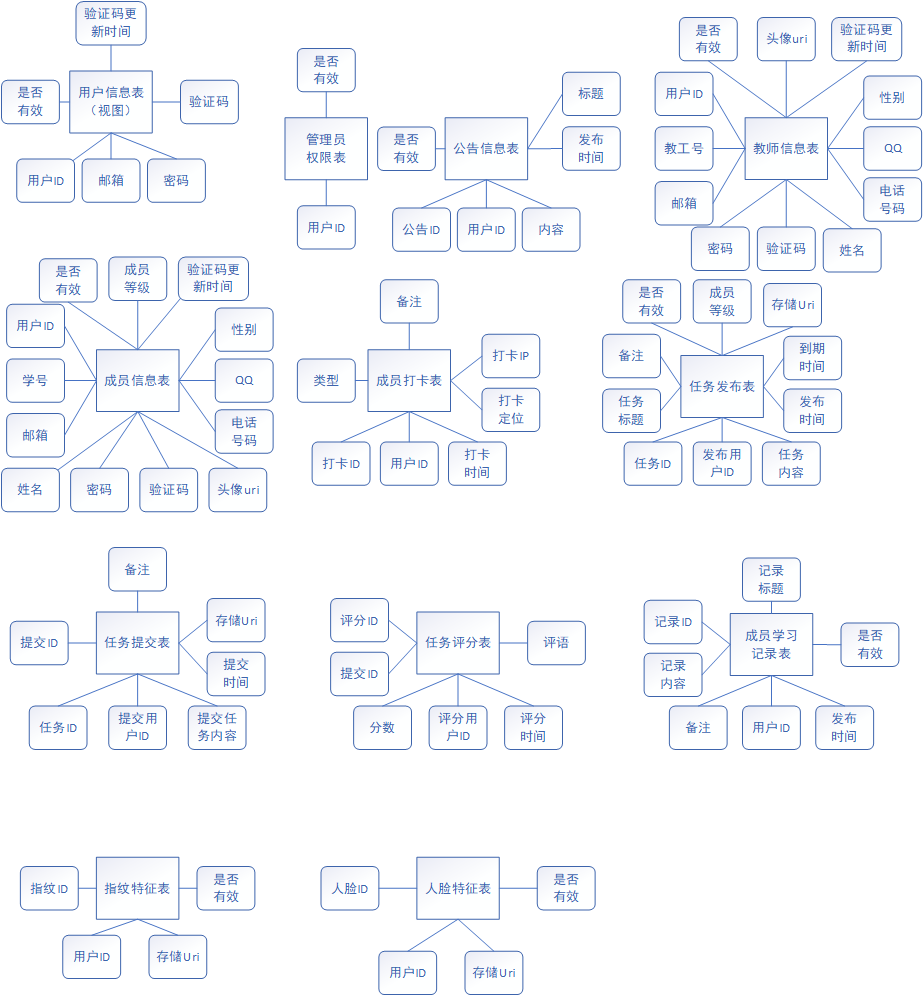 验证码更
新时间
是否
有效
用户信息表
（视图）
验证码
用户ID
邮箱
密码
是否
有效
管理员
权限表
用户ID
标题
是否
有效
公告信息表
发布
时间
公告ID
用户ID
内容
是否
有效
头像uri
验证码更
新时间
用户ID
性别
教工号
教师信息表
QQ
邮箱
电话
号码
密码
验证码
姓名
是否
有效
成员
等级
验证码更
新时间
用户ID
性别
学号
成员信息表
QQ
邮箱
电话
号码
姓名
密码
验证码
头像uri
备注
打卡IP
类型
成员打卡表
打卡
定位
打卡ID
用户ID
打卡
时间
是否
有效
成员
等级
存储Uri
备注
到期
时间
任务发布表
任务
标题
发布
时间
任务ID
发布用
户ID
任务
内容
备注
存储Uri
提交ID
任务提交表
提交
时间
任务ID
提交用
户ID
提交任
务内容
评分ID
任务评分表
评语
提交ID
分数
评分用
户ID
评分
时间
记录
标题
记录ID
成员学习
记录表
是否
有效
记录
内容
备注
用户ID
发布
时间
指纹ID
指纹特征表
是否
有效
用户ID
存储Uri
人脸ID
人脸特征表
是否
有效
用户ID
存储Uri